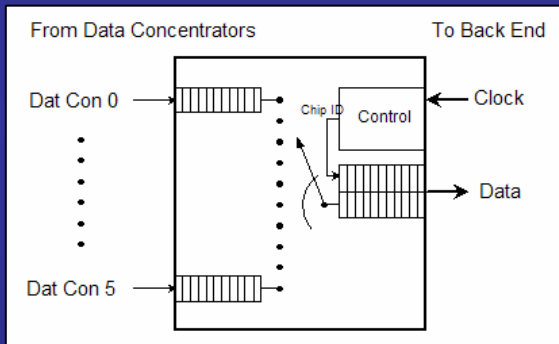 From Data Concentrators
To Back End
Dat Con 0
Chip ID
Control
Clock
Data
Dat Con 5